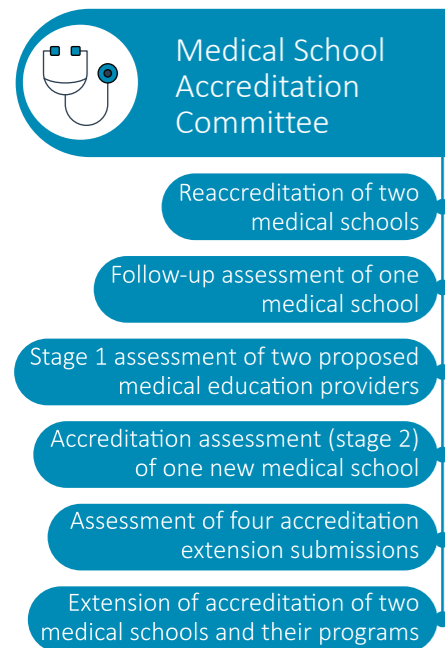 Medical School
Accreditation
Committee
Reaccreditation of two
medical schools
Follow-up assessment of one
medical school
Stage 1 assessment of two proposed
medical education providers
Accreditation assessment (stage 2)
of one new medical school
Assessment of four accreditation
extension submissions
Extension of accreditation of two
medical schools and their programs